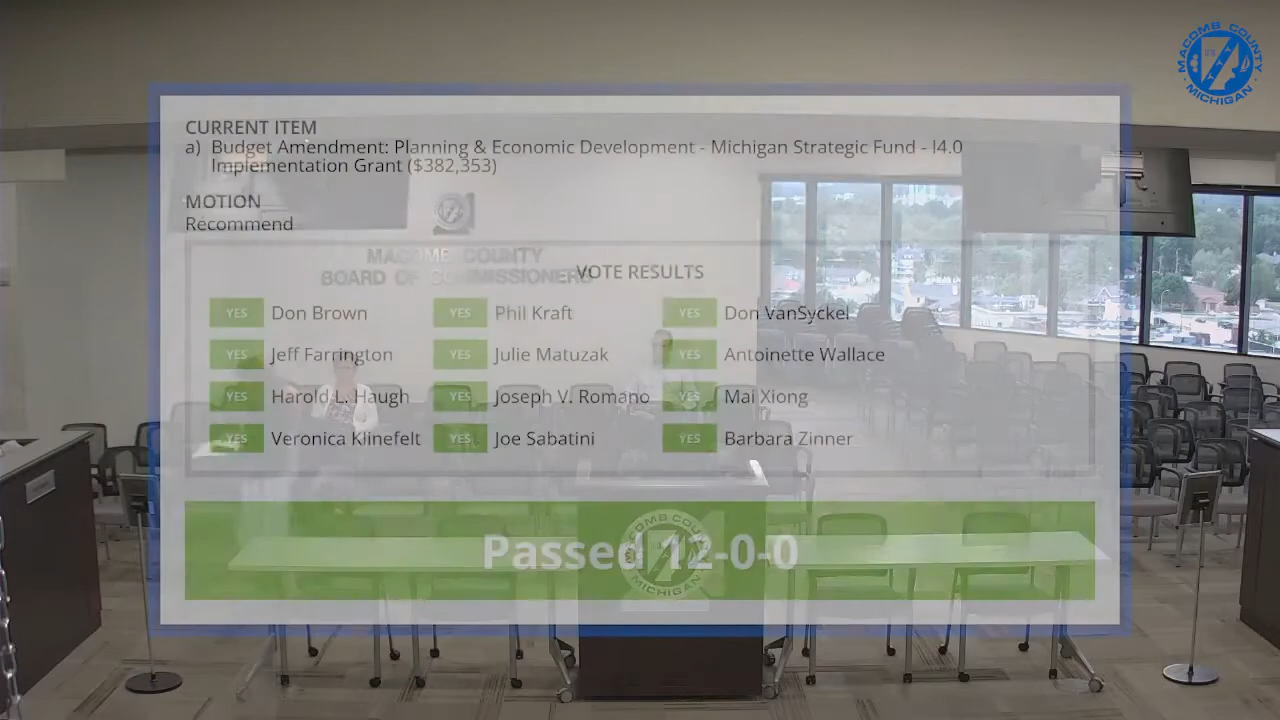 MACOMB COUNTY
MICHIGAN
CURRENT ITEM
a) Budget Amendment: Planning & Economic Development - Michigan Strategic Fund - I4.0
Implementation Grant ($382,353)
MOTION
Recommend
MACOMB COUNTY
BOARD OF COMMISSIONERS
VOTE RESULTS
YES Don Brown YES Phil Kraft YES Don VanSyckel
YES Jeff Farrington YES Julie Matuzak YES Antoinette Wallace
YES Harold L. Haugh YES Joseph V. Romano YES Mai Xiong
YES Veronica Klinefelt YES Joe Sabatini YES Barbara Zinner
Passed 12-0-0
MACOMB COUNTY
MICHIGAN